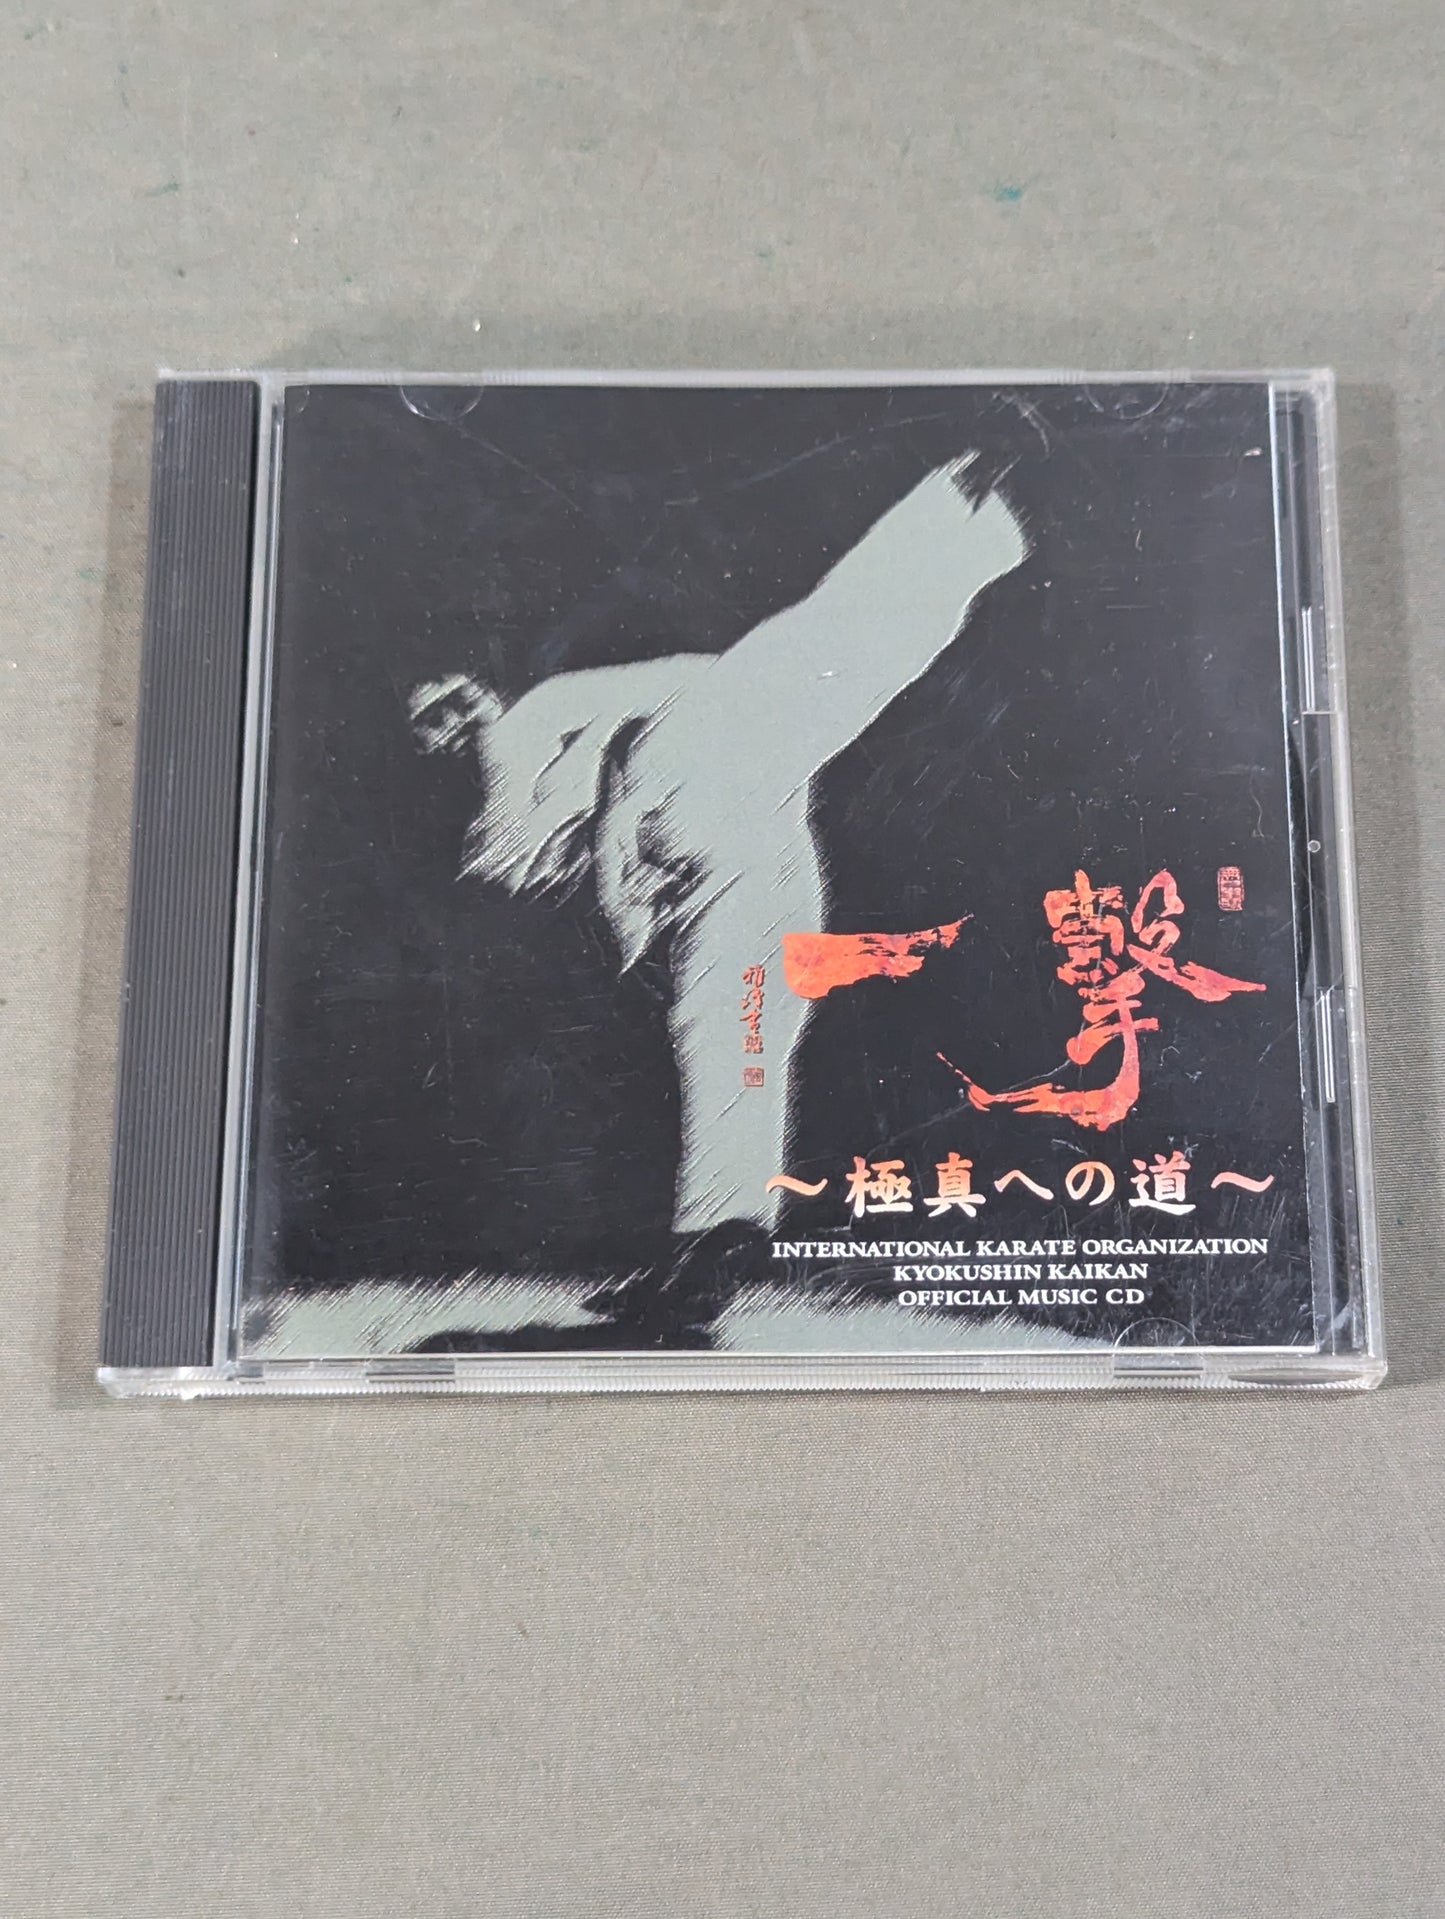 一撃
～極真への道～
INTERNATIONAL KARATE ORGANIZATION
KYOKUSHIN KAIKAN
OFFICIAL MUSIC CD